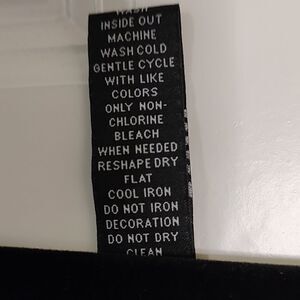 WASH
INSIDE OUT
MACHINE
WASH COLD
GENTLE CYCLE
WITH LIKE
COLORS
ONLY NON-
CHLORINE
BLEACH
WHEN NEEDED
RESHAPE DRY
FLAT
COOL IRON
DO NOT IRON
DECORATION
DO NOT DRY
CLEAN